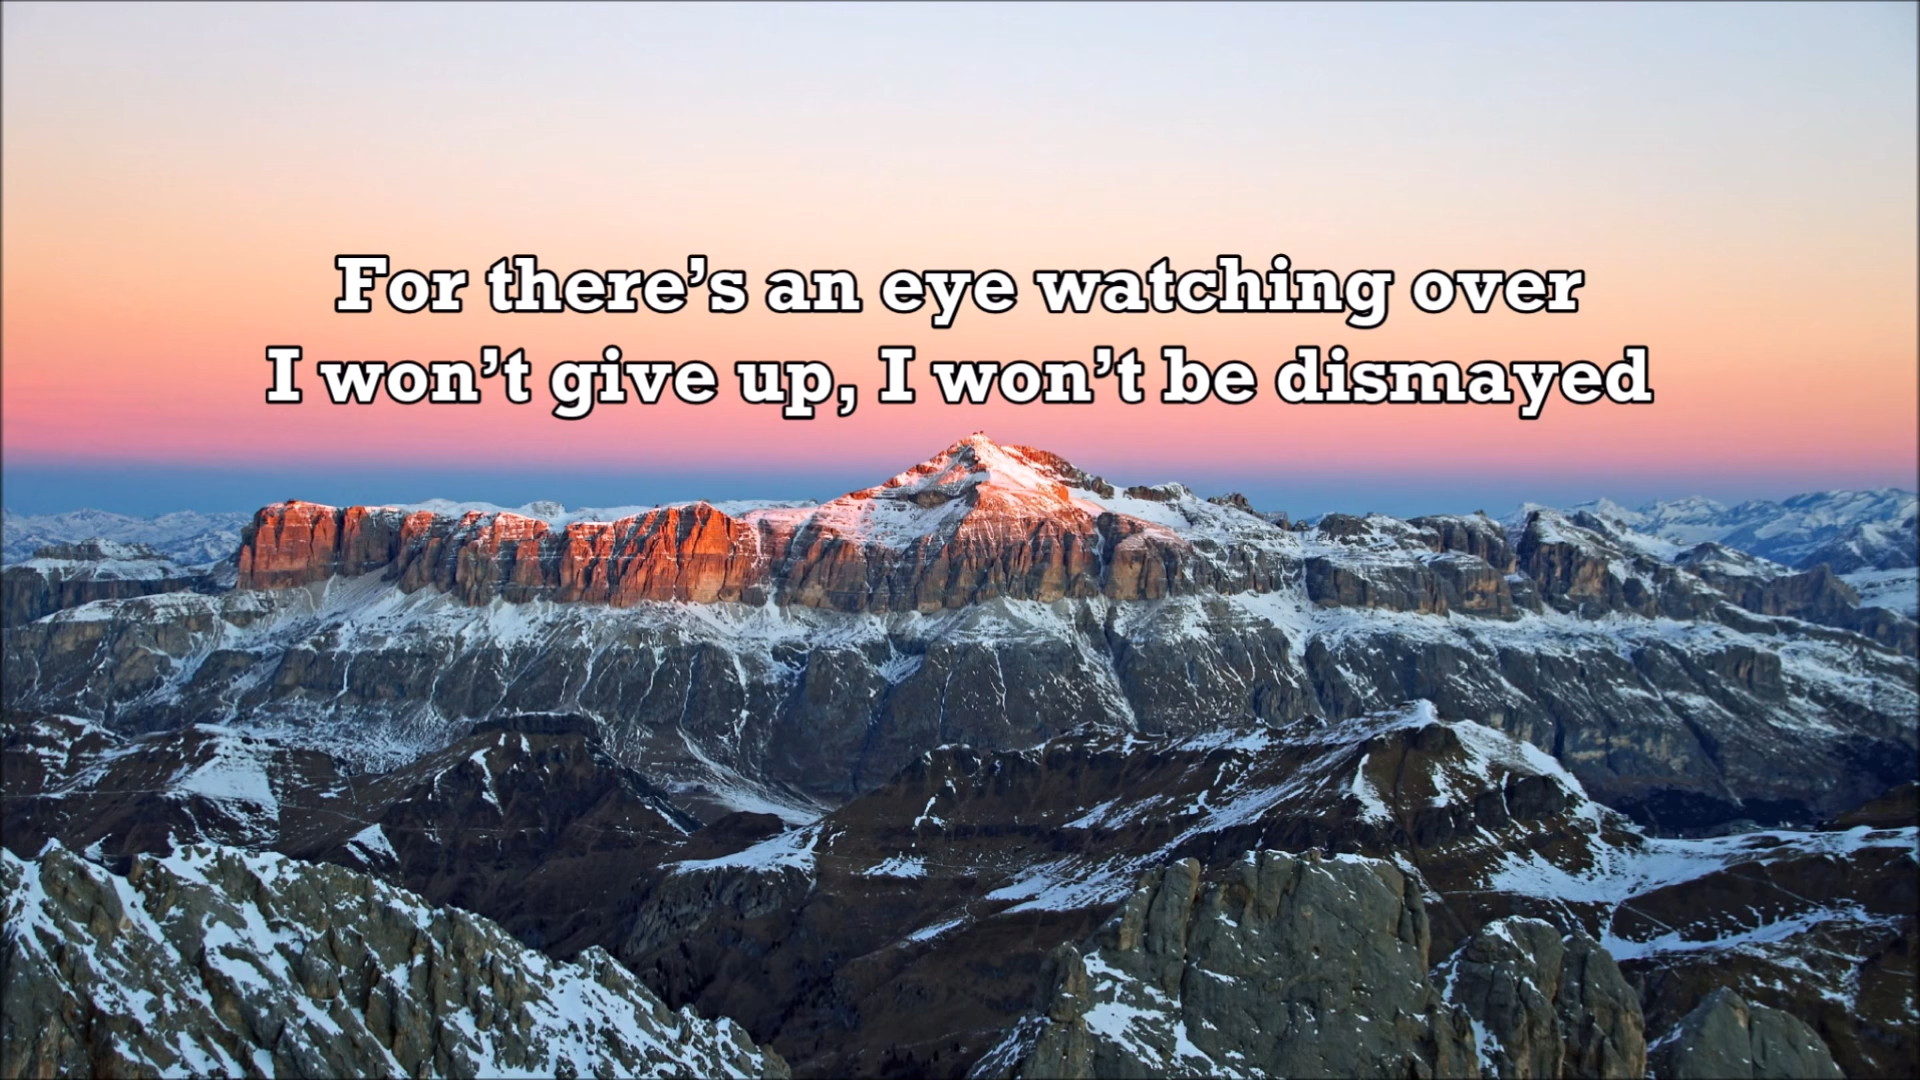 For there’s an eye watching over
I won’t give up, I won’t be dismayed